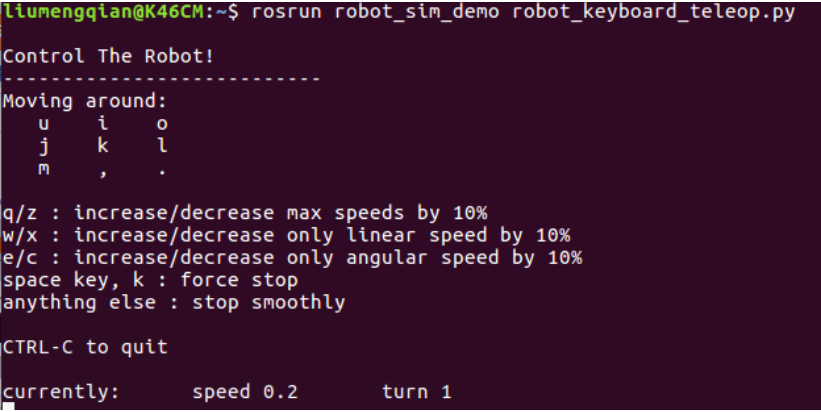 liumengqian@K46CM:~$ rosrun robot_sim_demo robot_keyboard_teleop.py
Control The Robot!
---------------------------
Moving around:
u i o
j k l
m , .
q/z : increase/decrease max speeds by 10%
w/x : increase/decrease only linear speed by 10%
e/c : increase/decrease only angular speed by 10%
space key, k : force stop
anything else : stop smoothly
CTRL-C to quit
currently: speed 0.2 turn 1